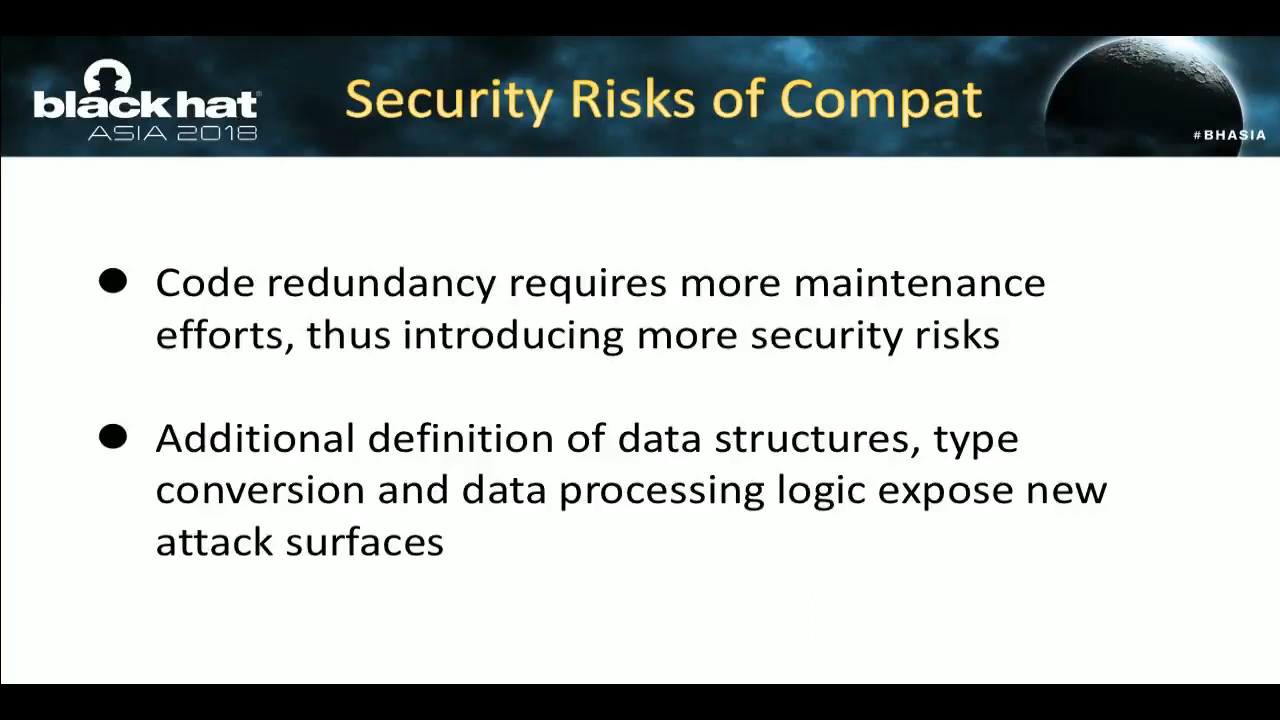 black hat
ASIA 2018
Security Risks of Compat
#BHASIA
● Code redundancy requires more maintenance
efforts, thus introducing more security risks
● Additional definition of data structures, type
conversion and data processing logic expose new
attack surfaces